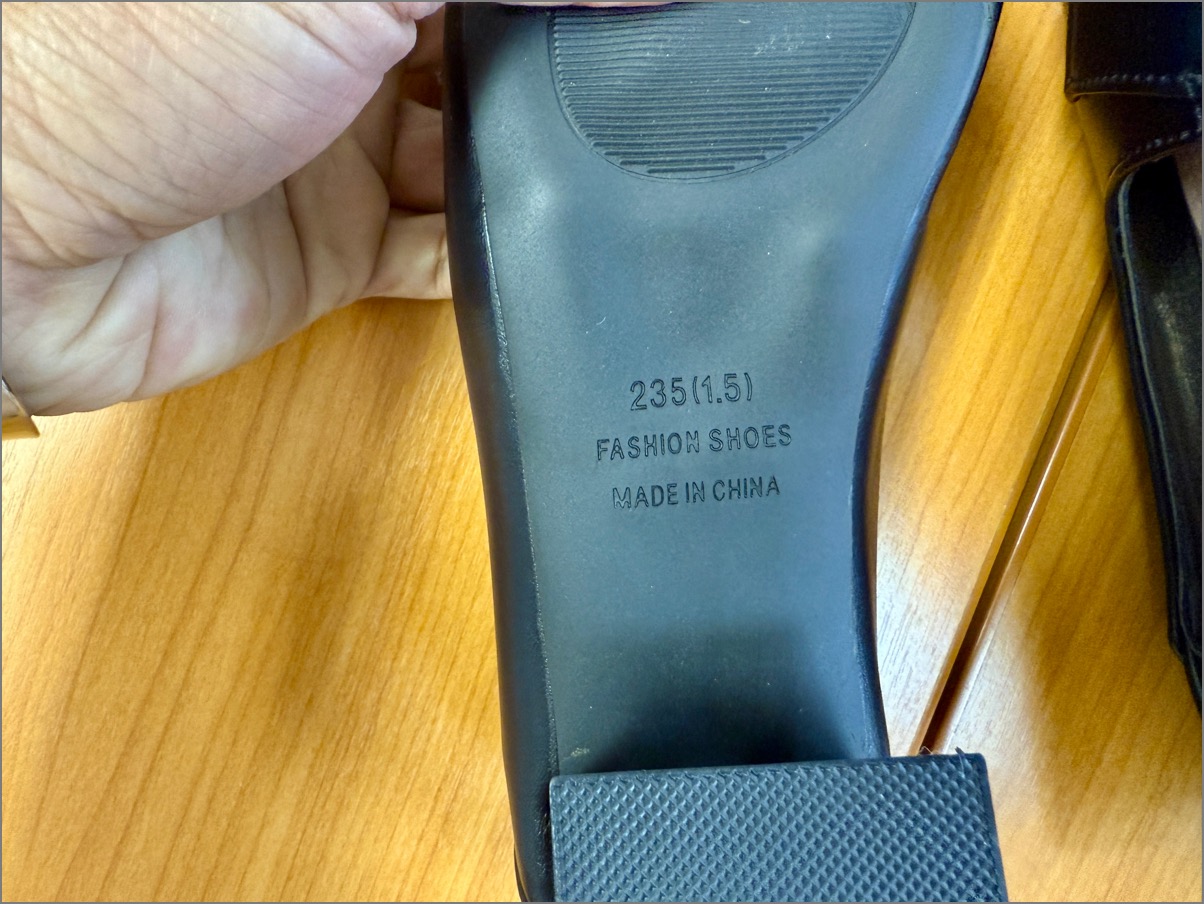 235(1.5)
FASHION SHOES
MADE IN CHINA